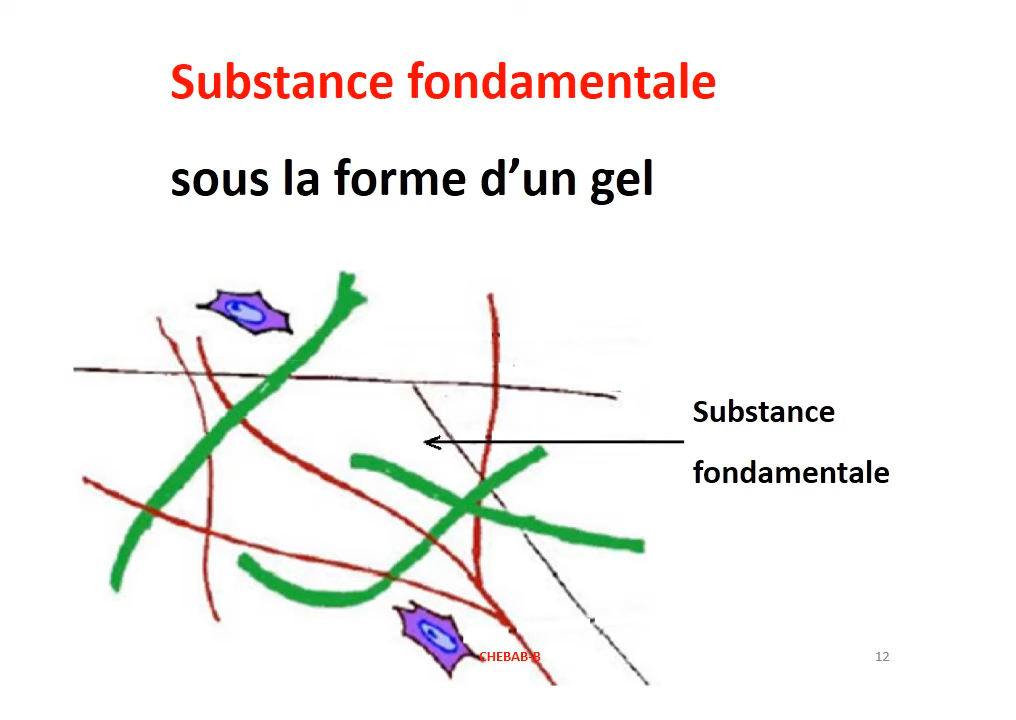 Substance fondamentale
sous la forme d’un gel
Substance
fondamentale
CHEBAB-B
12